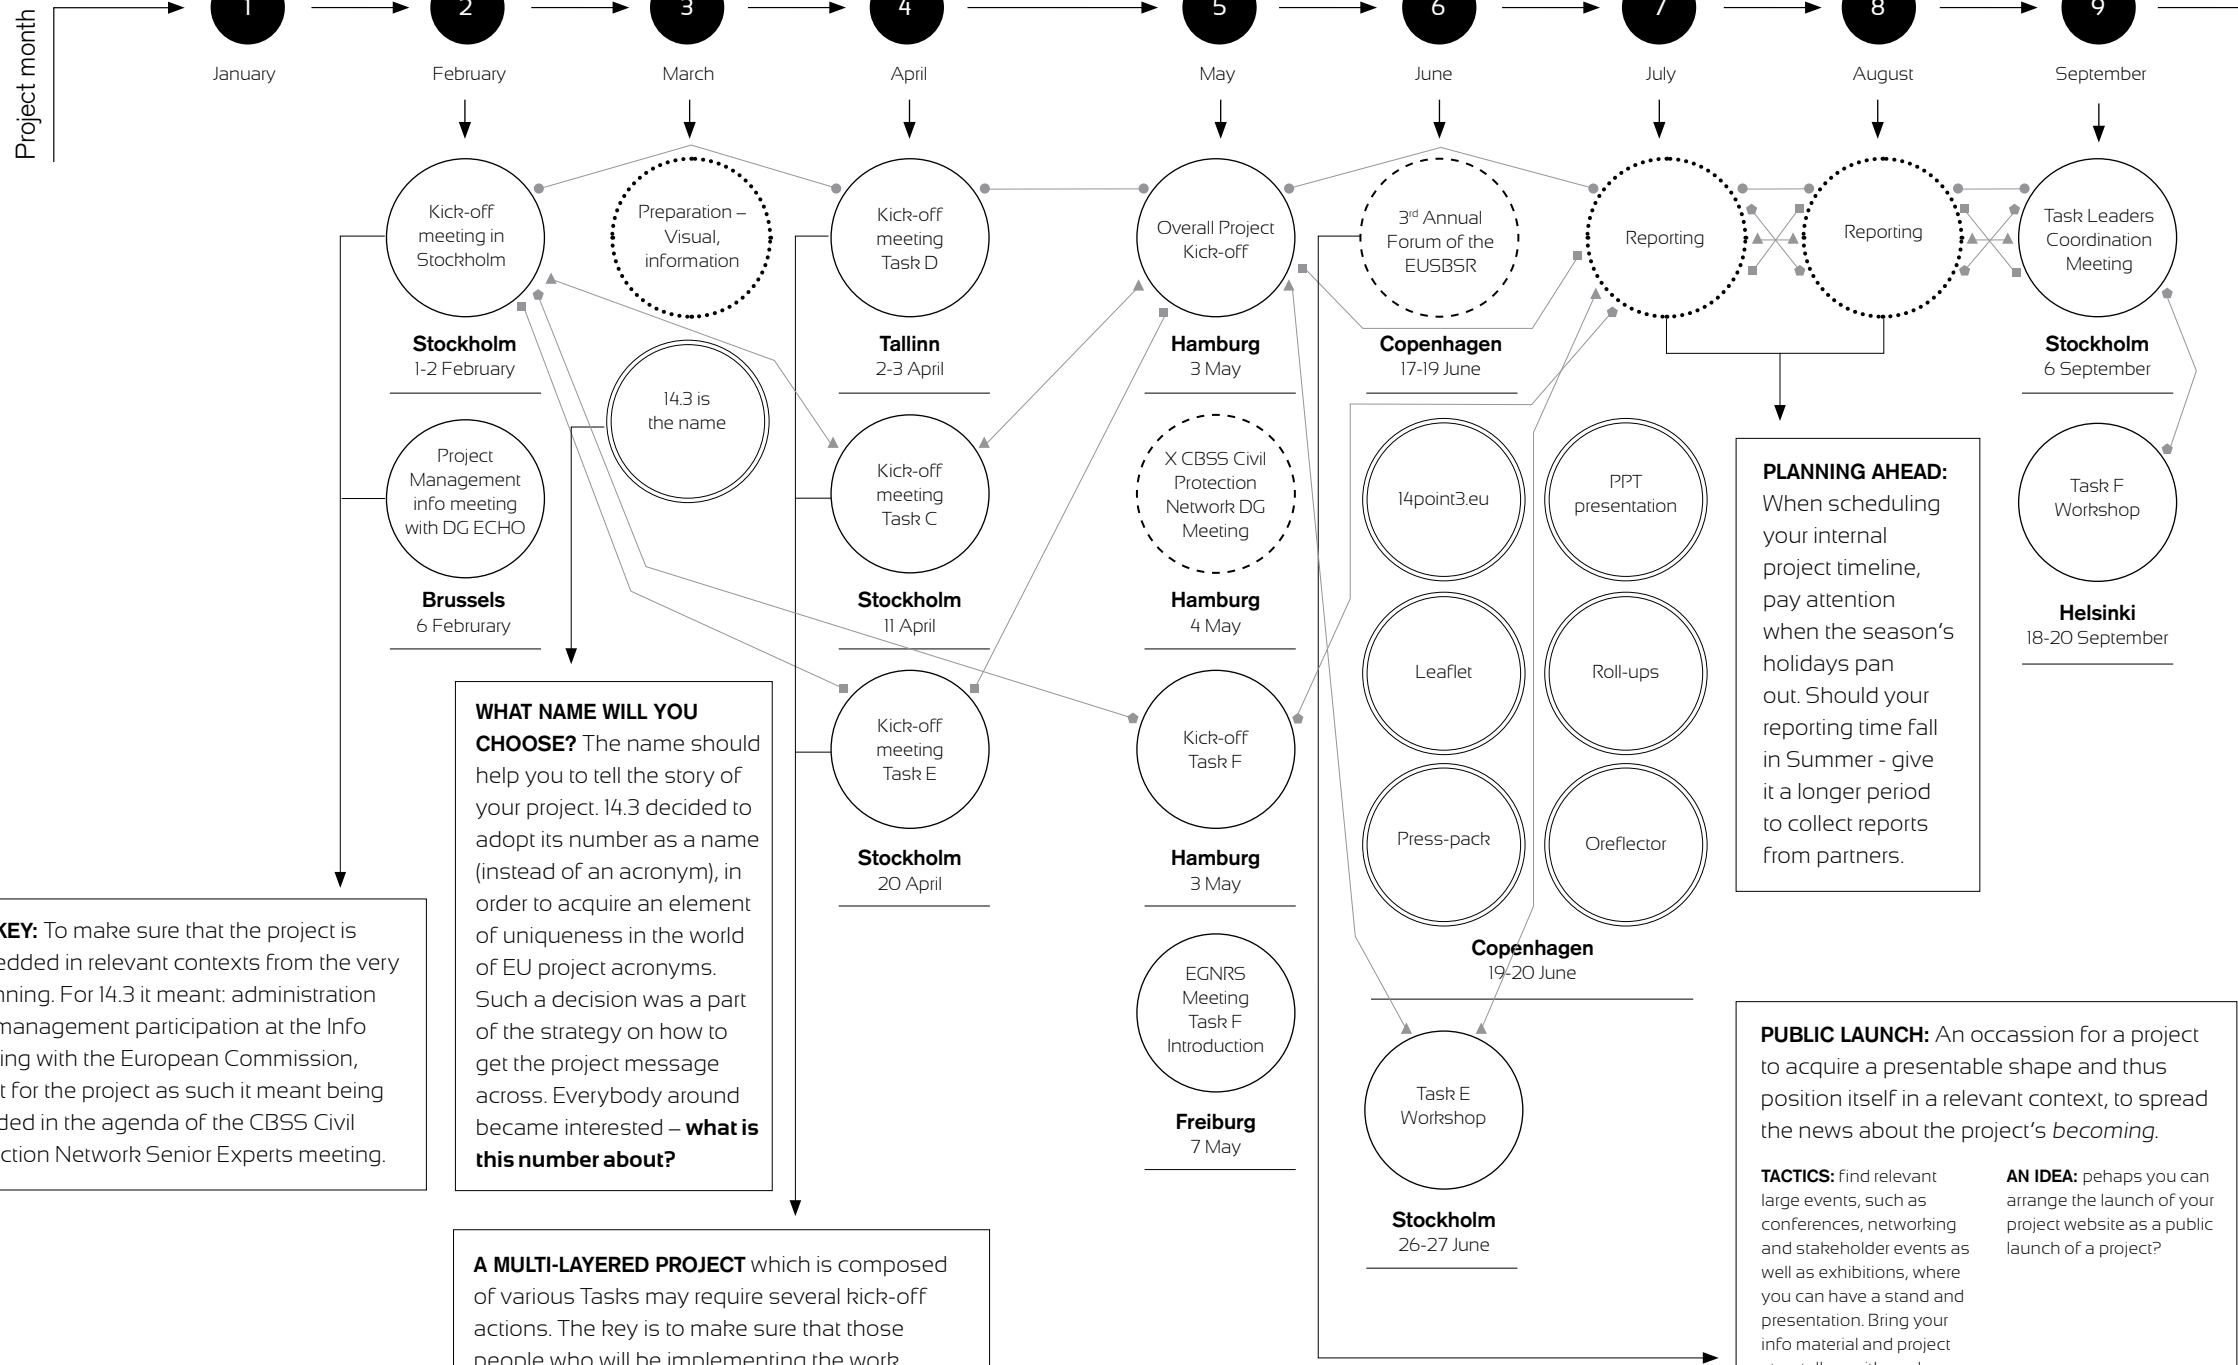 Project month
1
2
3
4
5
6
7
8
9
January
February
March
April
May
June
July
August
September
Kick-off
meeting in
Stockholm
Stockholm
1-2 February
Project
Management
info meeting
with DG ECHO
Brussels
6 Februrary
Preparation –
Visual,
information
14.3 is
the name
Kick-off
meeting
Task D
Tallinn
2-3 April
Kick-off
meeting
Task C
Stockholm
11 April
Kick-off
meeting
Task E
Stockholm
20 April
Overall Project
Kick-off
Hamburg
3 May
X CBSS Civil
Protection
Network DG
Meeting
Hamburg
4 May
Kick-off
Task F
Hamburg
3 May
EGNRS
Meeting
Task F
Introduction
Freiburg
7 May
3rd Annual
Forum of the
EUSBSR
Copenhagen
17-19 June
14point3.eu
PPT
presentation
Leaflet
Roll-ups
Press-pack
Oreflector
Copenhagen
19-20 June
Task E
Workshop
Stockholm
26-27 June
Reporting
Reporting
Task Leaders
Coordination
Meeting
Stockholm
6 September
Task F
Workshop
Helsinki
18-20 September
PLANNING AHEAD:
When scheduling
your internal
project timeline,
pay attention
when the season's
holidays pan
out. Should your
reporting time fall
in Summer - give
it a longer period
to collect reports
from partners.
KEY: To make sure that the project is
edded in relevant contexts from the very
nning. For 14.3 it meant: administration
management participation at the Info
ing with the European Commission,
t for the project as such it meant being
ded in the agenda of the CBSS Civil
ction Network Senior Experts meeting.
WHAT NAME WILL YOU
CHOOSE? The name should
help you to tell the story of
your project. 14.3 decided to
adopt its number as a name
(instead of an acronym), in
order to acquire an element
of uniqueness in the world
of EU project acronyms.
Such a decision was a part
of the strategy on how to
get the project message
across. Everybody around
became interested – what is
this number about?
A MULTI-LAYERED PROJECT which is composed
of various Tasks may require several kick-off
actions. The key is to make sure that those
people who will be implementing the work
PUBLIC LAUNCH: An occassion for a project
to acquire a presentable shape and thus
position itself in a relevant context, to spread
the news about the project's becoming.
TACTICS: find relevant
large events, such as
conferences, networking
and stakeholder events as
well as exhibitions, where
you can have a stand and
presentation. Bring your
info material and project
AN IDEA: pehaps you can
arrange the launch of your
project website as a public
launch of a project?